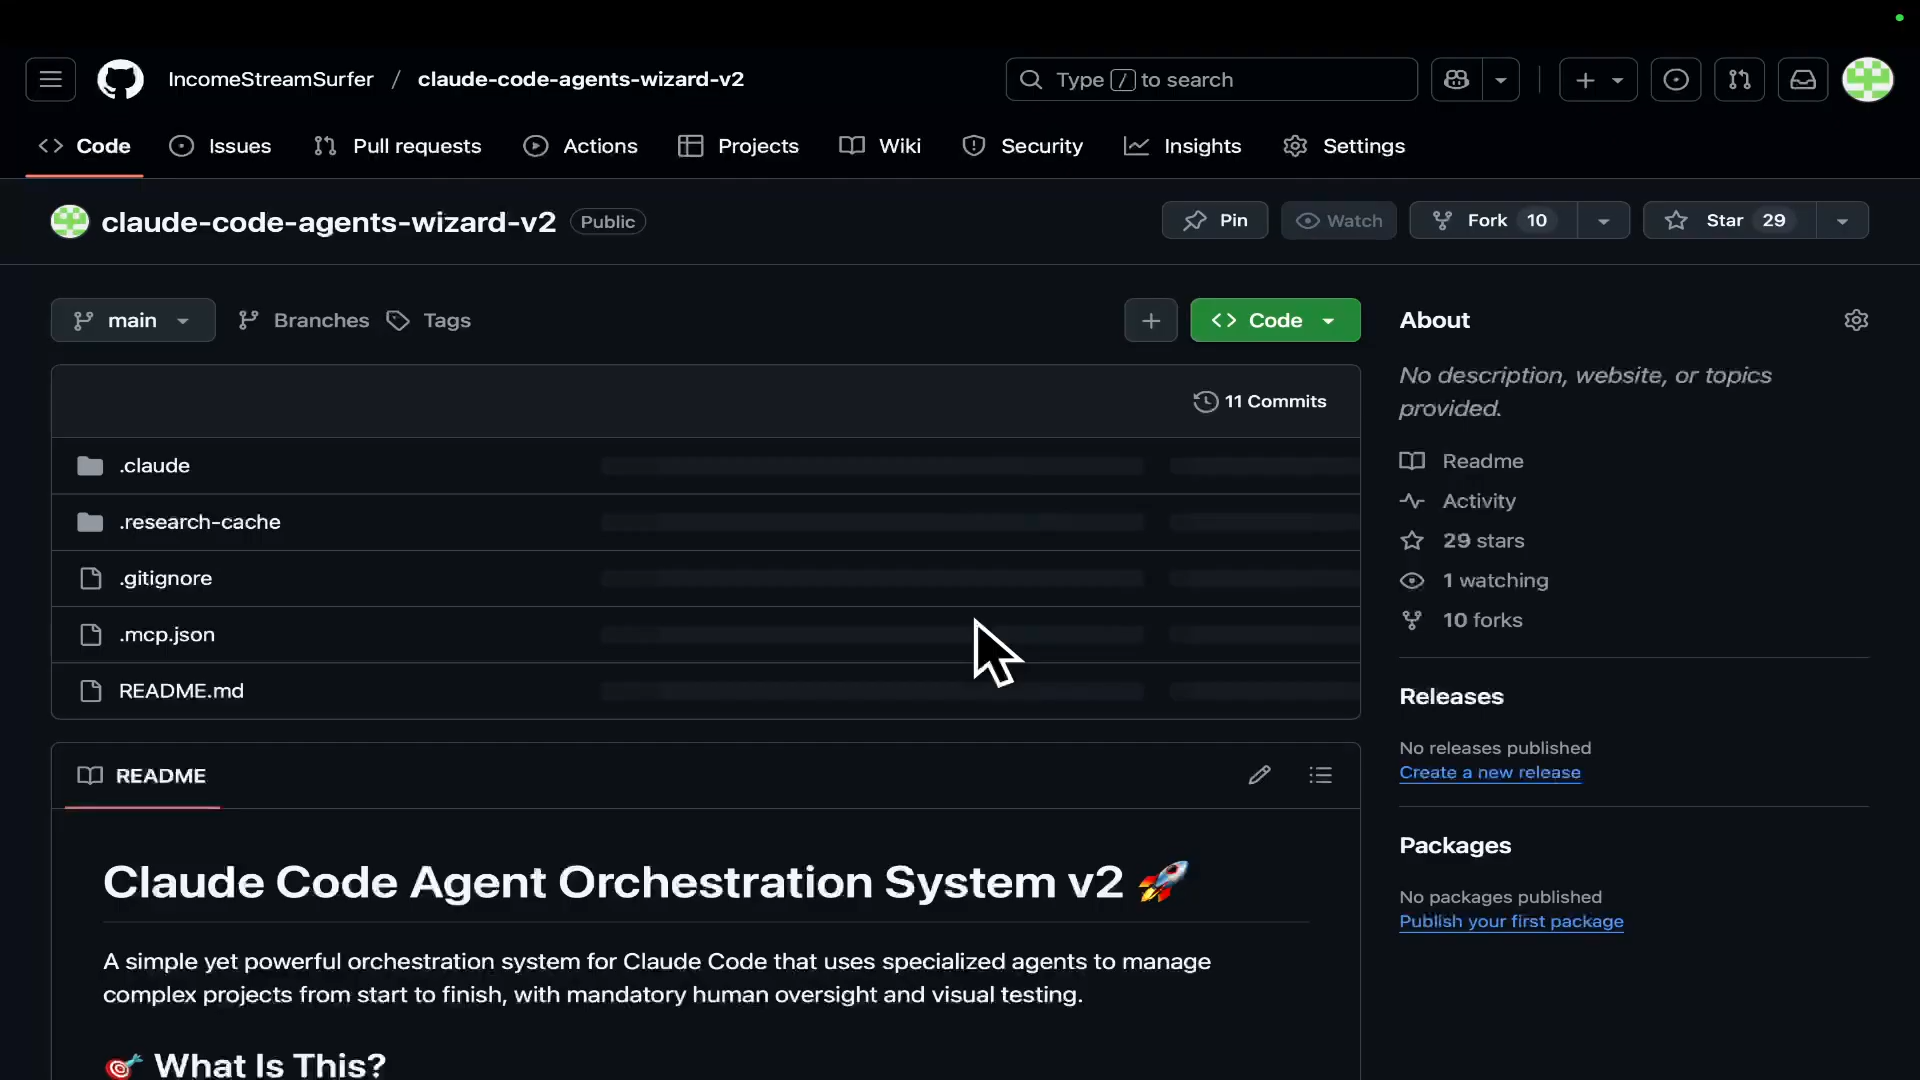 IncomeStreamSurfer / claude-code-agents-wizard-v2
Type / to search
Code Issues Pull requests Actions Projects Wiki Security Insights Settings
claude-code-agents-wizard-v2 Public
Pin Watch Fork 10 Star 29
main Branches Tags
Code
11 Commits
.claude
.research-cache
.gitignore
.mcp.json
README.md
README
Claude Code Agent Orchestration System v2 🚀
A simple yet powerful orchestration system for Claude Code that uses specialized agents to manage
complex projects from start to finish, with mandatory human oversight and visual testing.
🎯 What Is This?
About
No description, website, or topics
provided.
Readme
Activity
29 stars
1 watching
10 forks
Releases
No releases published
Create a new release
Packages
No packages published
Publish your first package